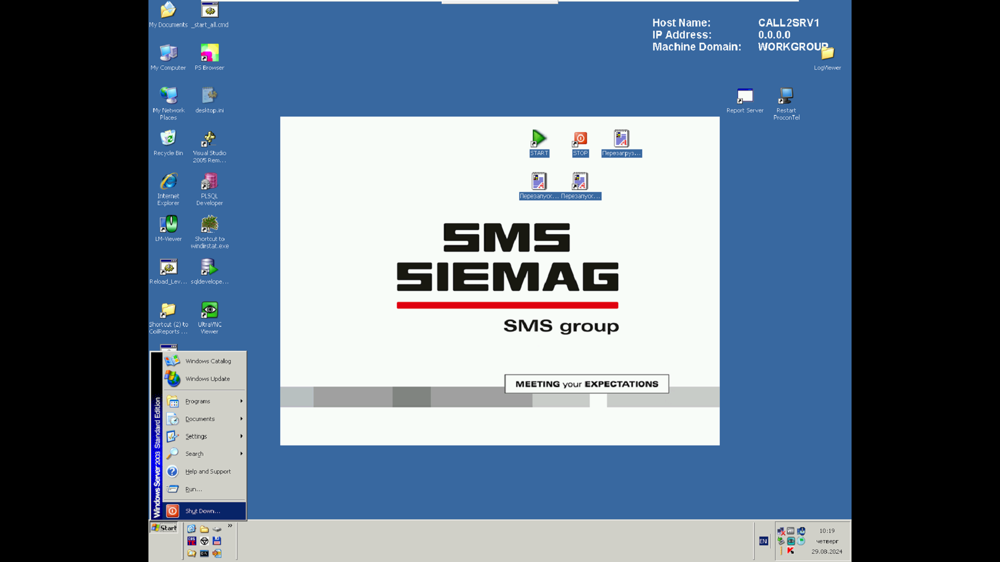 My Documents
_start_all.cmd
Host Name: CALL2SRV1
IP Address: 0.0.0.0
Machine Domain: WORKGROUP
My Computer
PS Browser
LogViewer
My Network
Places
desktop.ini
Report Server
Restart
ProconTel
Recycle Bin
Visual Studio
2005 Rem...
START
STOP
Перезагруз...
Internet
Explorer
PLSQL
Developer
Перезапуск...
Перезапуск...
LM-Viewer
Shortcut to
windirstat.exe
SMS
SIEMAG
SMS group
Reload_Lev...
sqldevelope...
Shortcut (2) to
CoilReports ...
UltraVNC
Viewer
MEETING your EXPECTATIONS
Windows Server 2003 Standard Edition
Windows Catalog
Windows Update
Programs
Documents
Settings
Search
Help and Support
Run...
Shut Down...
Start
»
EN
10:19
четверг
29.08.2024